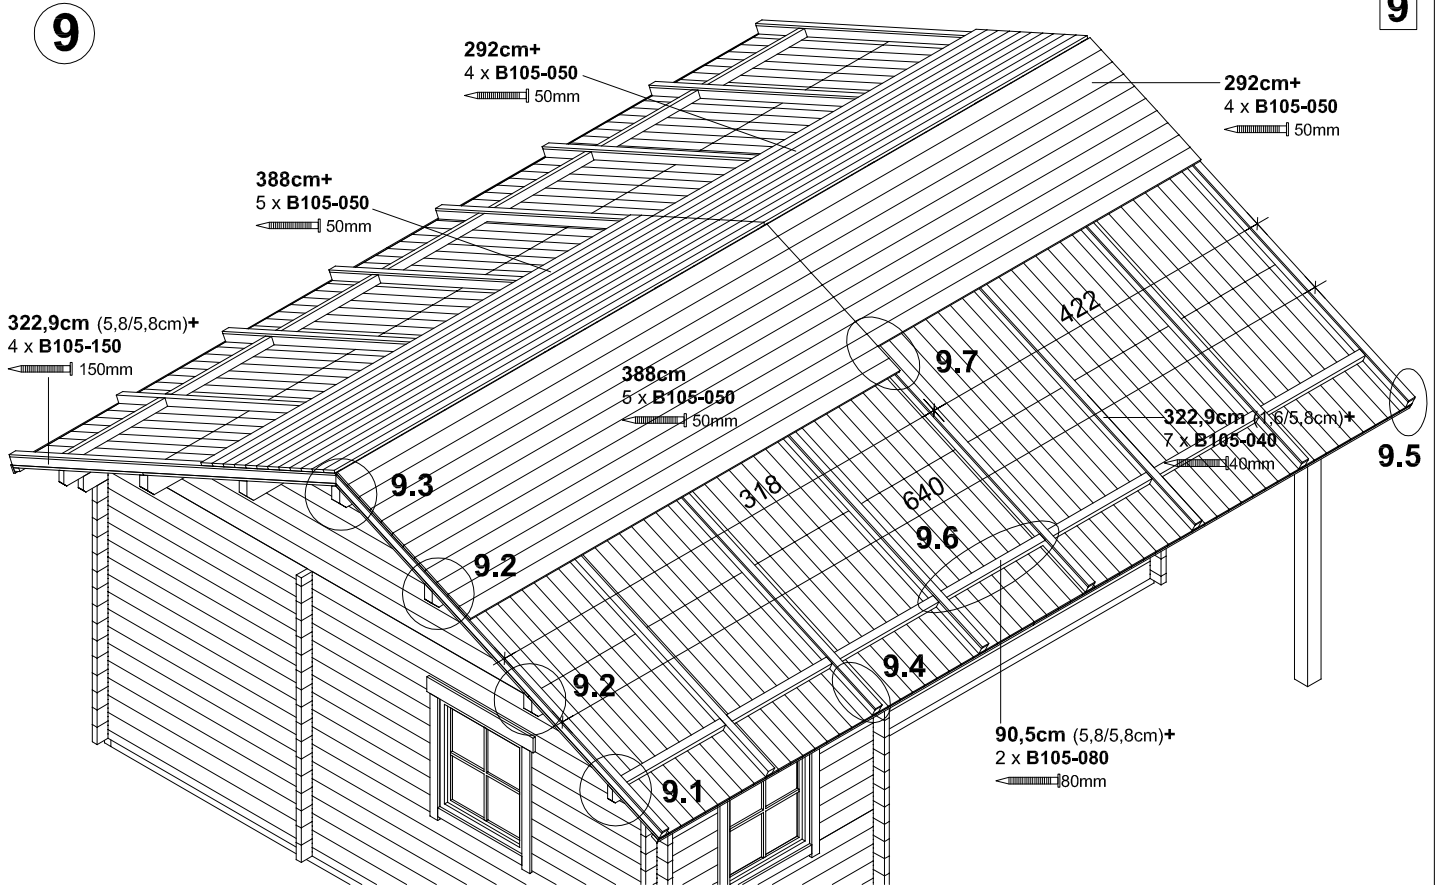 9
9
292cm+
4 x B105-050
50mm
292cm+
4 x B105-050
50mm
388cm+
5 x B105-050
50mm
322,9cm (5,8/5,8cm)+
4 x B105-150
150mm
422
9.7
388cm
5 x B105-050
50mm
322,9cm (1,6/5,8cm)+
7 x B105-040
40mm
9.5
9.3
318
640
9.6
9.2
9.2
9.4
90,5cm (5,8/5,8cm)+
2 x B105-080
80mm
9.1